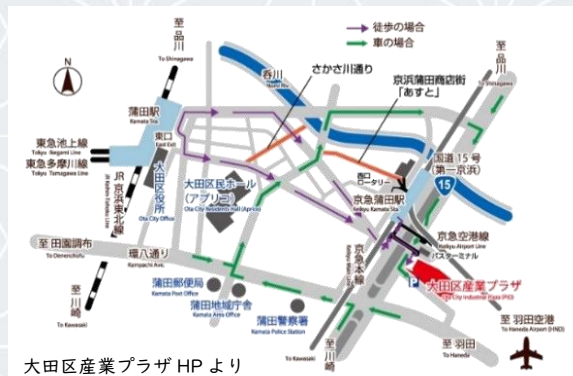 至品川
To Shinagawa
N
徒歩の場合
車の場合
至品川
To Shinagawa
さかさ川通り
呑川
Nomi Riv.
京浜蒲田商店街
「あすと」
蒲田駅
Kamata Sta.
東口
East Exit
東急池上線
Tokyu Ikegami Line
東急多摩川線
Tokyu Tamagawa Line
JR京浜東北線
JR Keihin-Tohoku Line
大田区役所
Ota City Office
大田区民ホール
(アプリコ)
Ota City Residents Hall (Aprico)
西口
ロータリー
国道15号
(第一京浜)
15
京急蒲田駅
Keikyu Kamata Sta.
京急空港線
Keikyu Airport Line
バスターミナル
京急本線
Keikyu Main Line
至田園調布
To Denenchofu
環八通り
Kampachi Ave.
P
大田区産業プラザ
Ota City Industrial Plaza (PiO)
蒲田郵便局
Kamata Post Office
蒲田地域庁舎
Kamata Area Office
蒲田警察署
Kamata Police Station
至川崎
To Kawasaki
至川崎
To Kawasaki
至羽田
To Haneda
至羽田空港
To Haneda Airport (HND)
大田区産業プラザ HP より